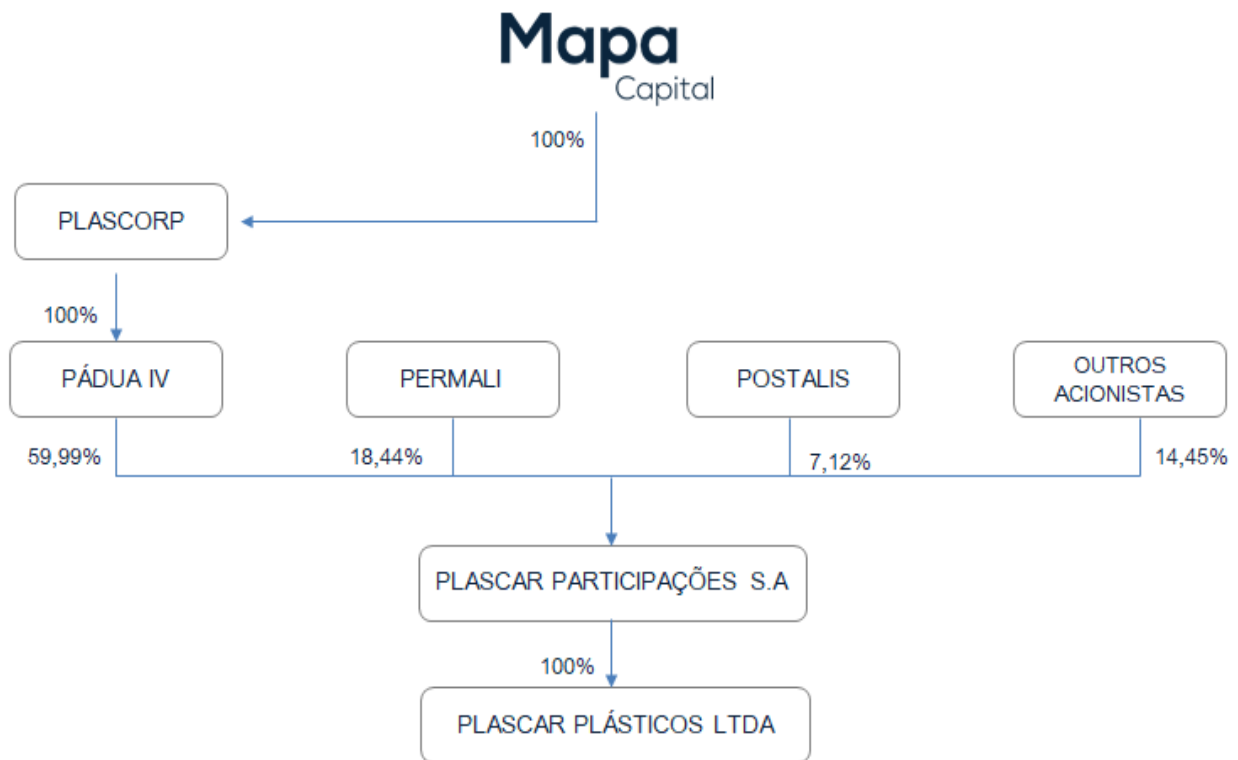 Mapa
Capital
100%
PLASCORP
100%
PÁDUA IV
PERMALI
POSTALIS
OUTROS
ACIONISTAS
59,99%
18,44%
7,12%
14,45%
PLASCAR PARTICIPAÇÕES S.A
100%
PLASCAR PLÁSTICOS LTDA